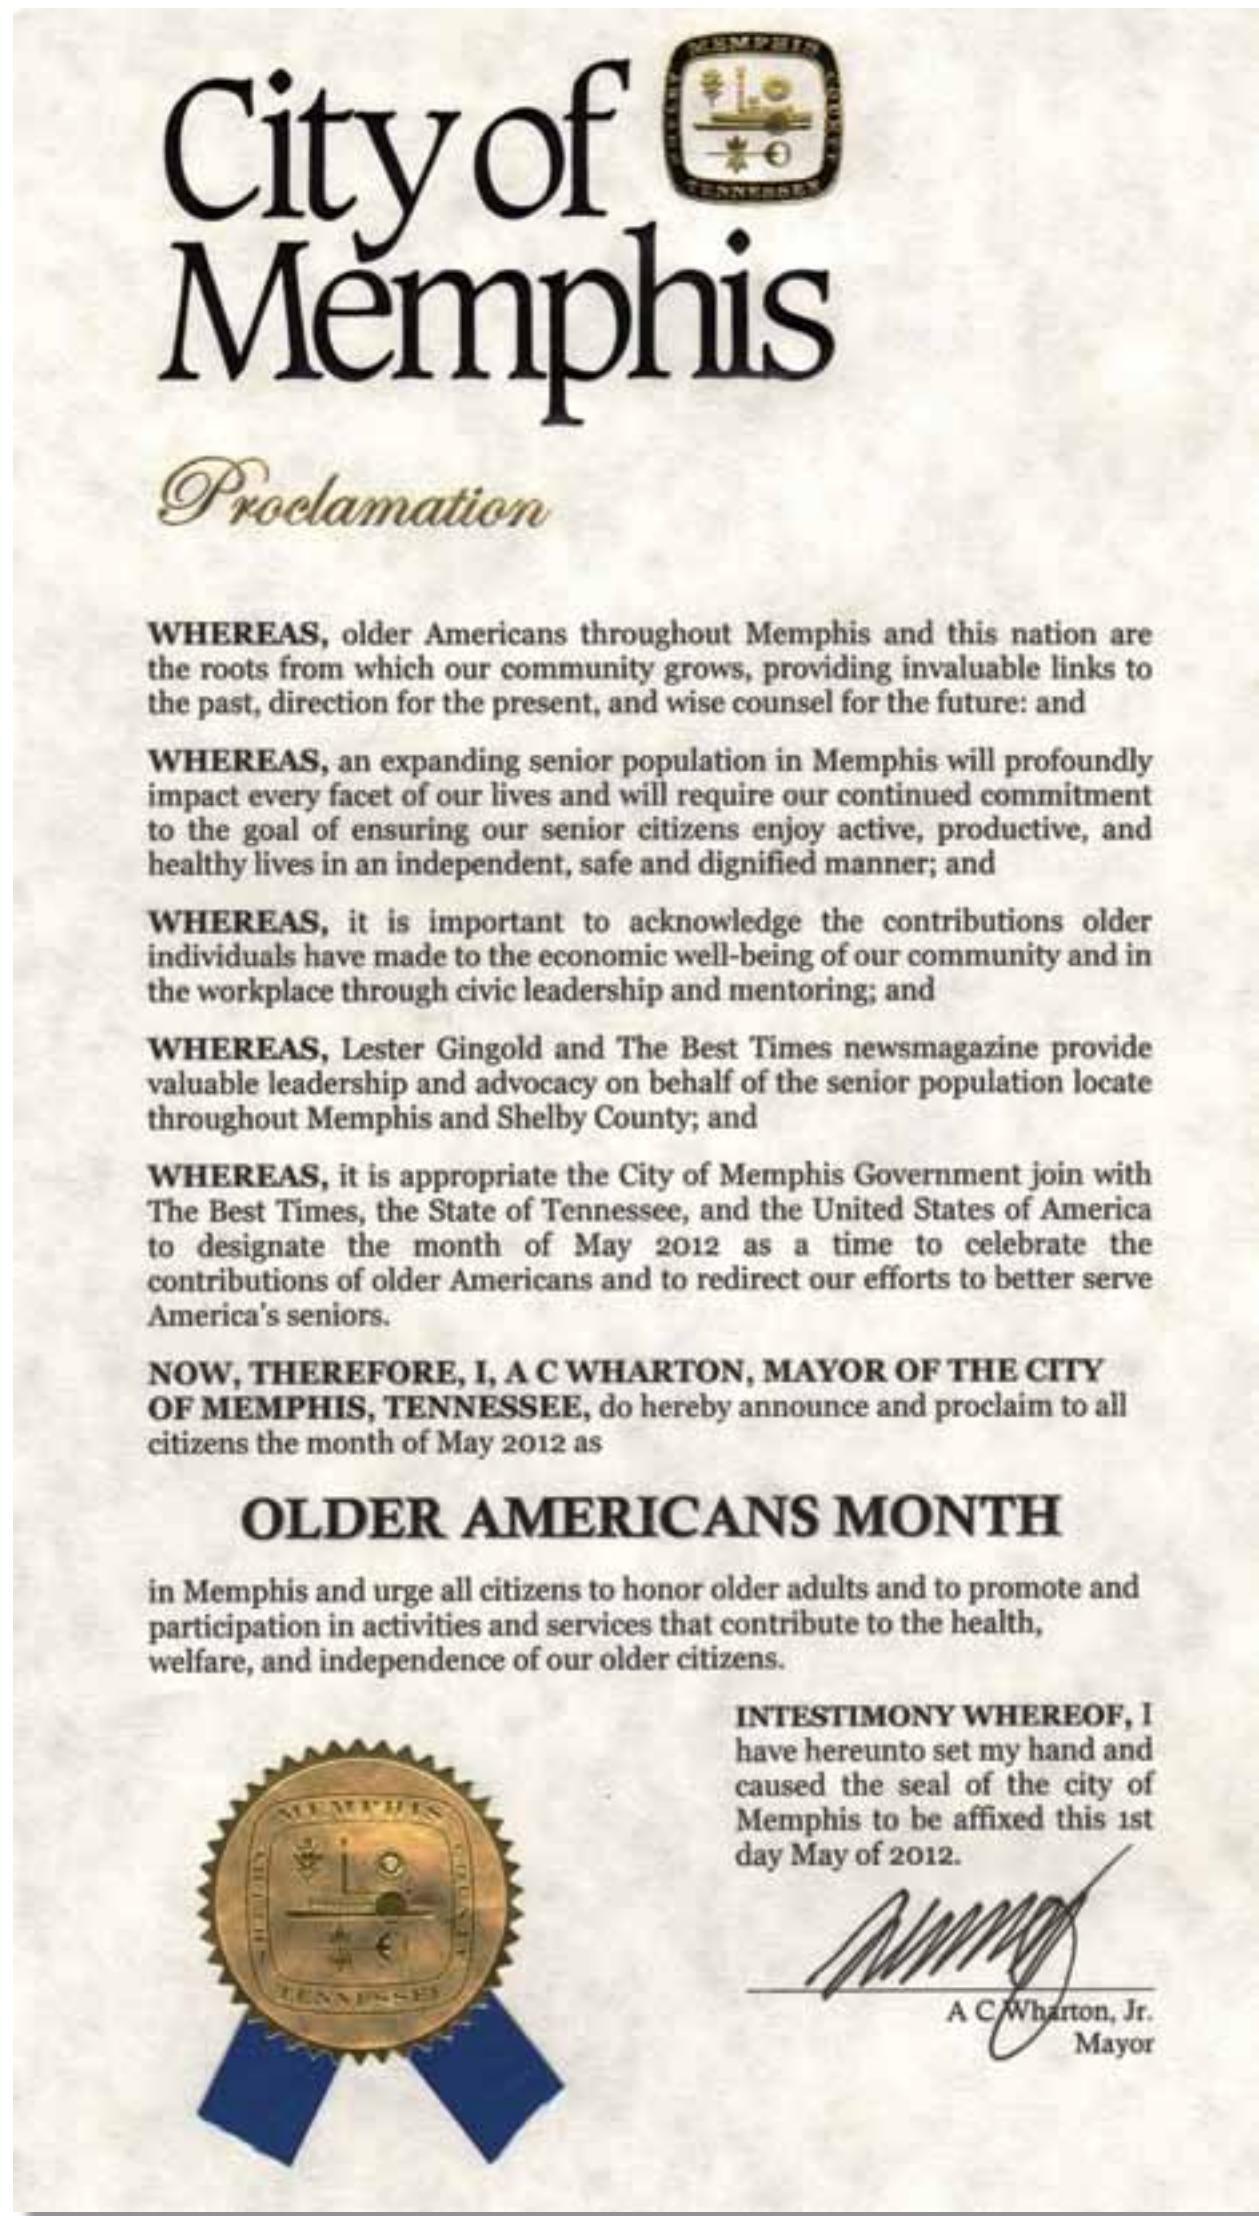 City of
Memphis
MEMPHIS
SHELBY
COUNTY
TENNESSEE
Proclamation
WHEREAS, older Americans throughout Memphis and this nation are
the roots from which our community grows, providing invaluable links to
the past, direction for the present, and wise counsel for the future: and
WHEREAS, an expanding senior population in Memphis will profoundly
impact every facet of our lives and will require our continued commitment
to the goal of ensuring our senior citizens enjoy active, productive, and
healthy lives in an independent, safe and dignified manner; and
WHEREAS, it is important to acknowledge the contributions older
individuals have made to the economic well-being of our community and in
the workplace through civic leadership and mentoring; and
WHEREAS, Lester Gingold and The Best Times newsmagazine provide
valuable leadership and advocacy on behalf of the senior population locate
throughout Memphis and Shelby County; and
WHEREAS, it is appropriate the City of Memphis Government join with
The Best Times, the State of Tennessee, and the United States of America
to designate the month of May 2012 as a time to celebrate the
contributions of older Americans and to redirect our efforts to better serve
America's seniors.
NOW, THEREFORE, I, A C WHARTON, MAYOR OF THE CITY
OF MEMPHIS, TENNESSEE, do hereby announce and proclaim to all
citizens the month of May 2012 as
OLDER AMERICANS MONTH
in Memphis and urge all citizens to honor older adults and to promote and
participation in activities and services that contribute to the health,
welfare, and independence of our older citizens.
INTESTIMONY WHEREOF, I
have hereunto set my hand and
caused the seal of the city of
Memphis to be affixed this 1st
day May of 2012.
A C Wharton, Jr.
Mayor
MEMPHIS
SHELBY
COUNTY
TENNESSEE